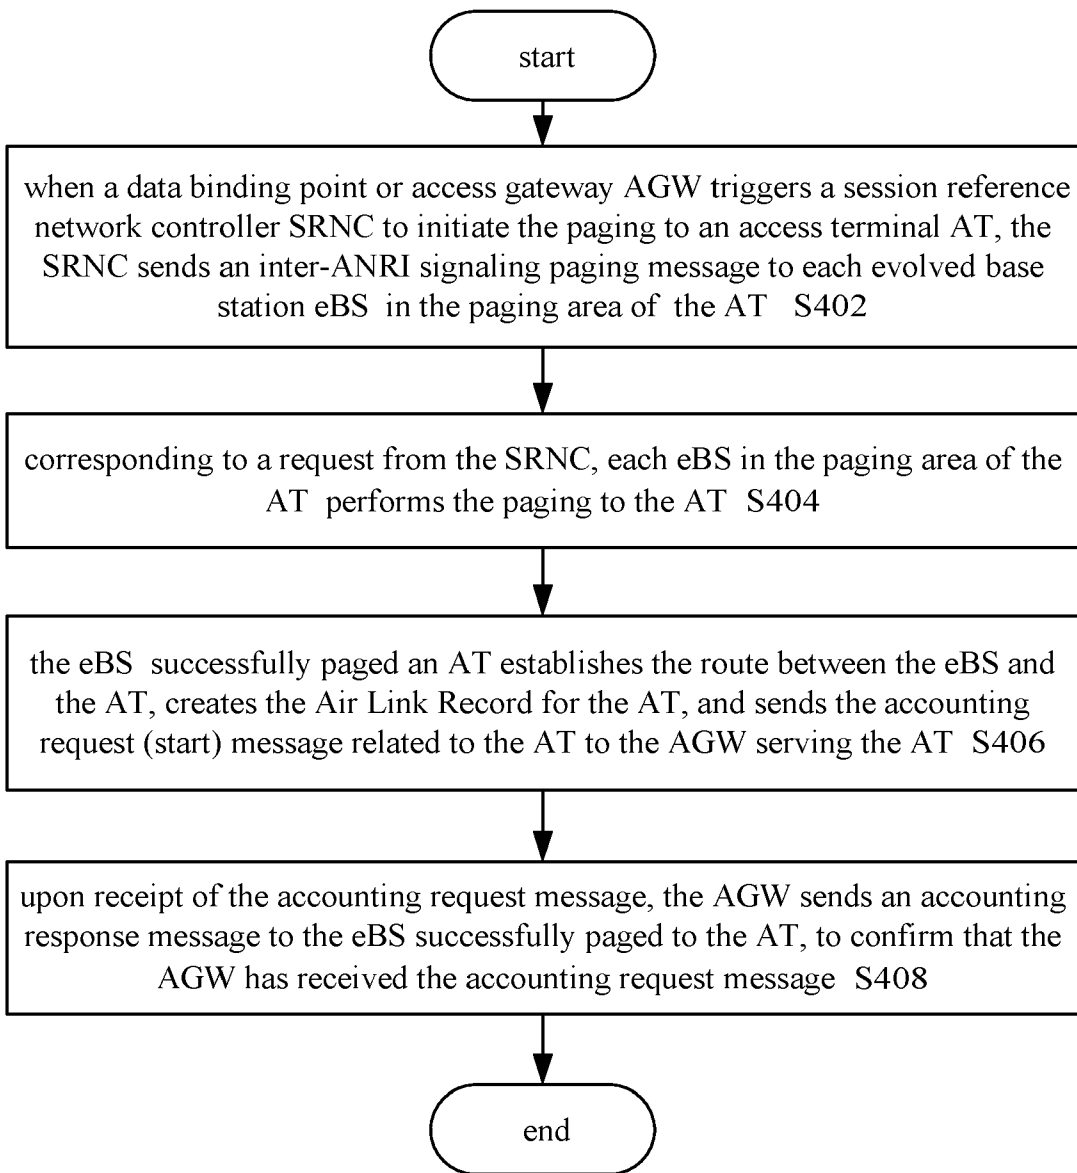 start
when a data binding point or access gateway AGW triggers a session reference
network controller SRNC to initiate the paging to an access terminal AT, the
SRNC sends an inter-ANRI signaling paging message to each evolved base
station eBS in the paging area of the AT S402
corresponding to a request from the SRNC, each eBS in the paging area of the
AT performs the paging to the AT S404
the eBS successfully paged an AT establishes the route between the eBS and
the AT, creates the Air Link Record for the AT, and sends the accounting
request (start) message related to the AT to the AGW serving the AT S406
upon receipt of the accounting request message, the AGW sends an accounting
response message to the eBS successfully paged to the AT, to confirm that the
AGW has received the accounting request message S408
end